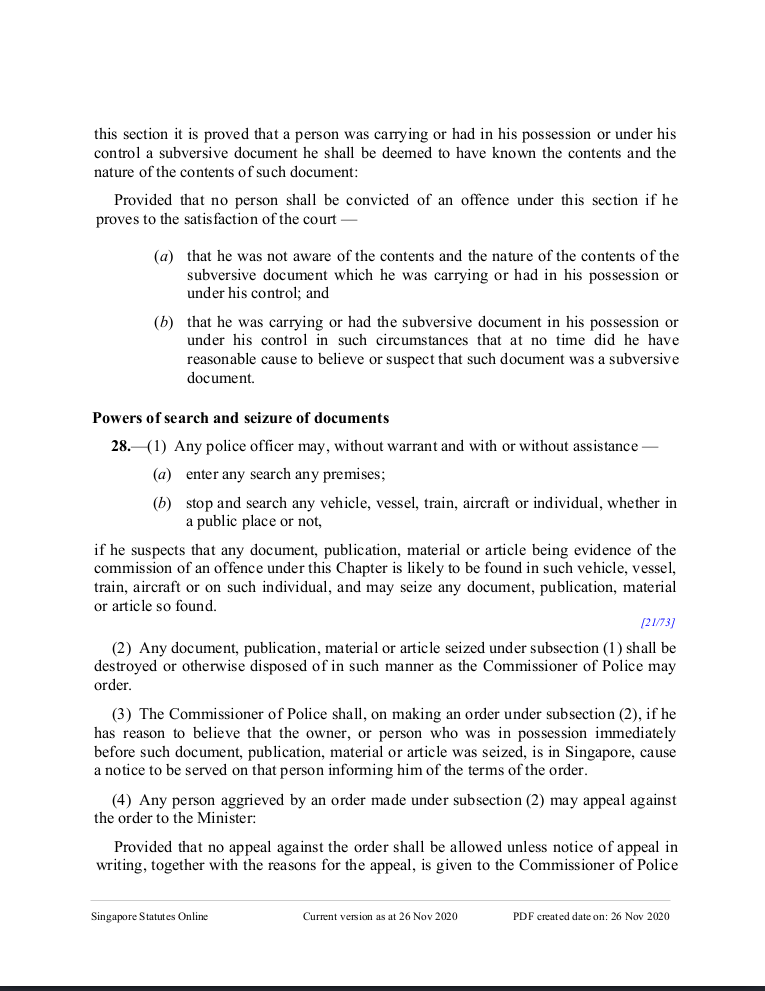 this section it is proved that a person was carrying or had in his possession or under his
control a subversive document he shall be deemed to have known the contents and the
nature of the contents of such document:
Provided that no person shall be convicted of an offence under this section if he
proves to the satisfaction of the court —
(a) that he was not aware of the contents and the nature of the contents of the
subversive document which he was carrying or had in his possession or
under his control; and
(b) that he was carrying or had the subversive document in his possession or
under his control in such circumstances that at no time did he have
reasonable cause to believe or suspect that such document was a subversive
document.
Powers of search and seizure of documents
28.—(1) Any police officer may, without warrant and with or without assistance —
(a) enter any search any premises;
(b) stop and search any vehicle, vessel, train, aircraft or individual, whether in
a public place or not,
if he suspects that any document, publication, material or article being evidence of the
commission of an offence under this Chapter is likely to be found in such vehicle, vessel,
train, aircraft or on such individual, and may seize any document, publication, material
or article so found.
[21/73]
(2) Any document, publication, material or article seized under subsection (1) shall be
destroyed or otherwise disposed of in such manner as the Commissioner of Police may
order.
(3) The Commissioner of Police shall, on making an order under subsection (2), if he
has reason to believe that the owner, or person who was in possession immediately
before such document, publication, material or article was seized, is in Singapore, cause
a notice to be served on that person informing him of the terms of the order.
(4) Any person aggrieved by an order made under subsection (2) may appeal against
the order to the Minister:
Provided that no appeal against the order shall be allowed unless notice of appeal in
writing, together with the reasons for the appeal, is given to the Commissioner of Police
Singapore Statutes Online Current version as at 26 Nov 2020 PDF created date on: 26 Nov 2020